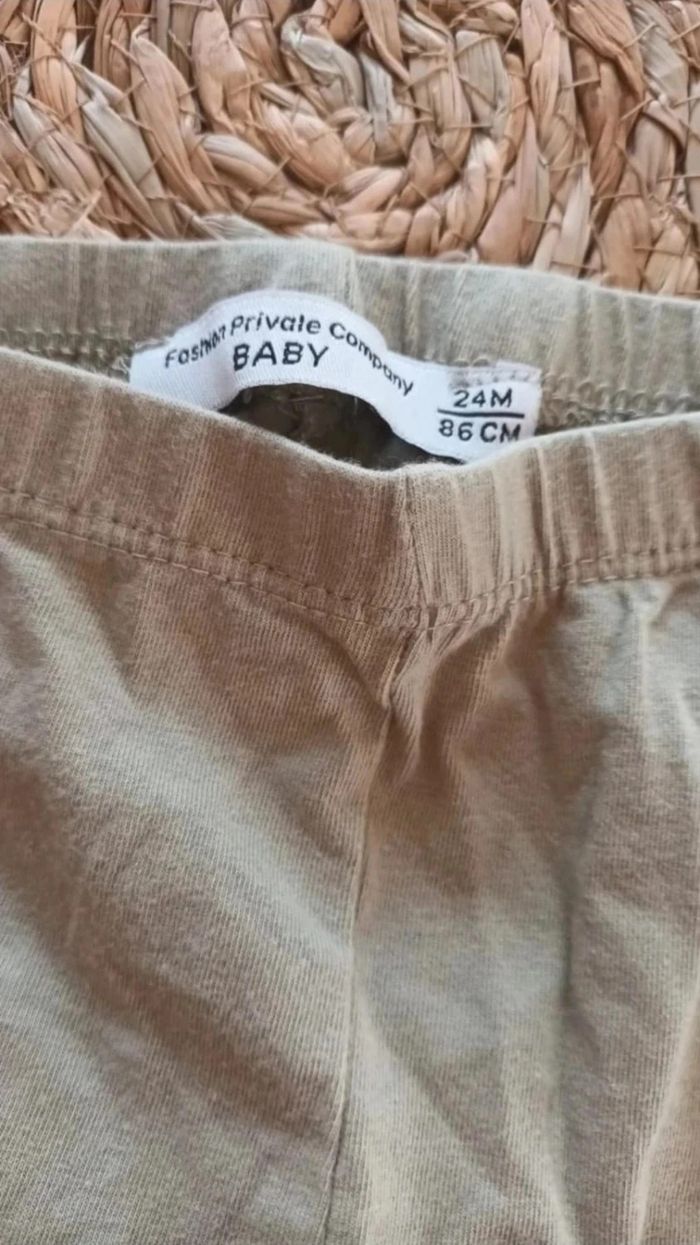 Fashion Private Company
BABY
24M
86 CM